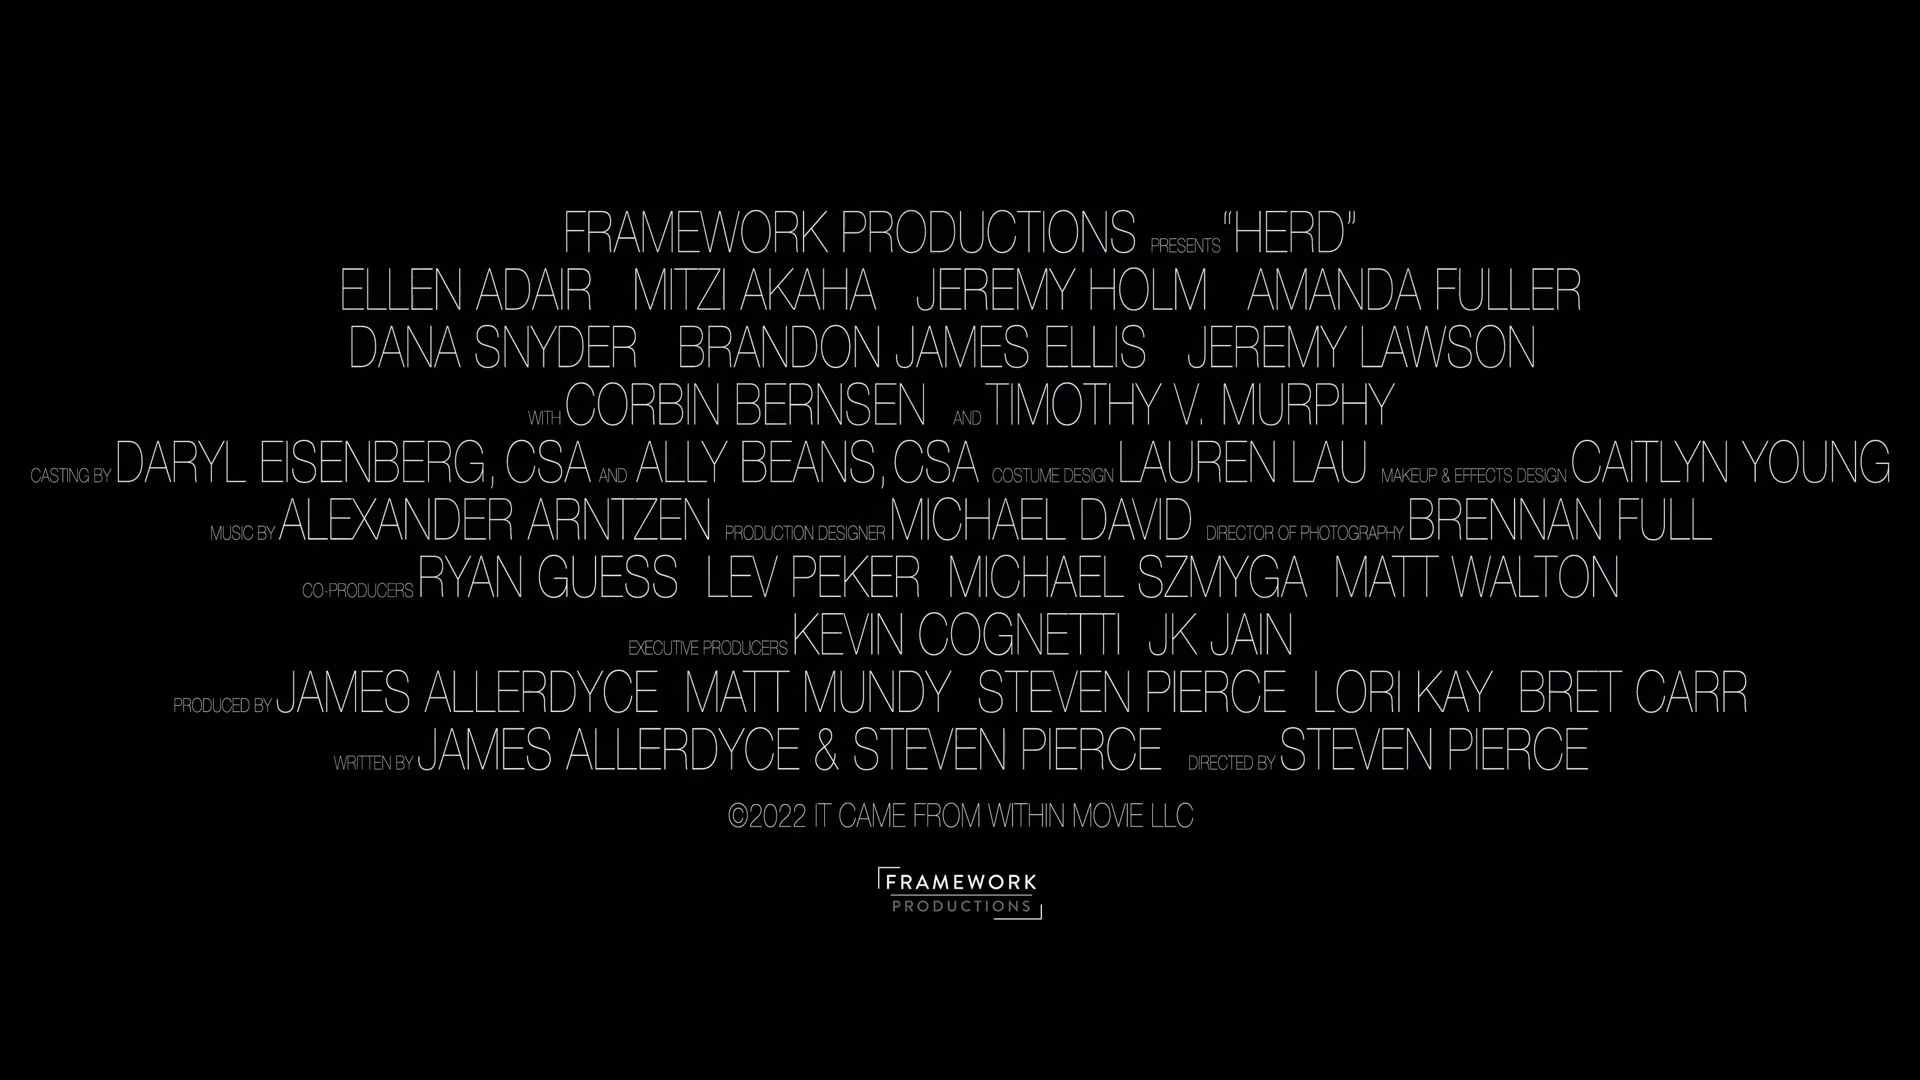 FRAMEWORK PRODUCTIONS PRESENTS “HERD”
ELLEN ADAIR MITZI AKAHA JEREMY HOLM AMANDA FULLER
DANA SNYDER BRANDON JAMES ELLIS JEREMY LAWSON
WITH CORBIN BERNSEN AND TIMOTHY V. MURPHY
CASTING BY DARYL EISENBERG, CSA AND ALLY BEANS, CSA COSTUME DESIGN LAUREN LAU MAKEUP & EFFECTS DESIGN CAITLYN YOUNG
MUSIC BY ALEXANDER ARNTZEN PRODUCTION DESIGNER MICHAEL DAVID DIRECTOR OF PHOTOGRAPHY BRENNAN FULL
CO-PRODUCERS RYAN GUESS LEV PEKER MICHAEL SZMYGA MATT WALTON
EXECUTIVE PRODUCERS KEVIN COGNETTI JK JAIN
PRODUCED BY JAMES ALLERDYCE MATT MUNDY STEVEN PIERCE LORI KAY BRET CARR
WRITTEN BY JAMES ALLERDYCE & STEVEN PIERCE DIRECTED BY STEVEN PIERCE
©2022 IT CAME FROM WITHIN MOVIE LLC
FRAMEWORK
PRODUCTIONS